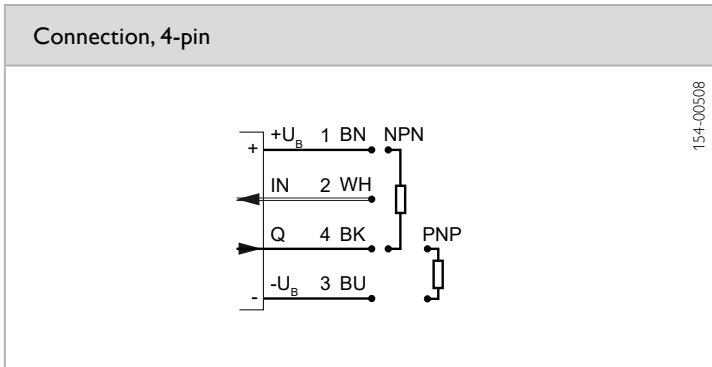 Connection, 4-pin
154-00508
+U_B 1 BN NPN
+
IN 2 WH
Q 4 BK PNP
-U_B 3 BU
-